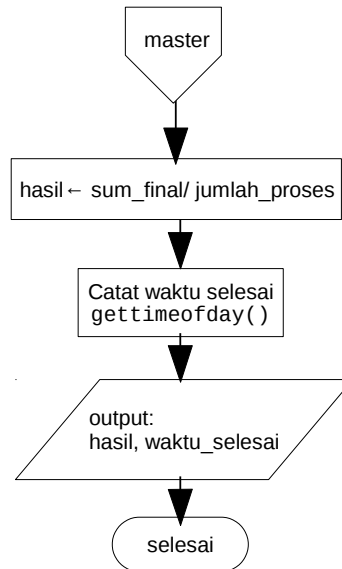 master
hasil ← sum_final/ jumlah_proses
Catat waktu selesai
gettimeofday()
output:
hasil, waktu_selesai
selesai